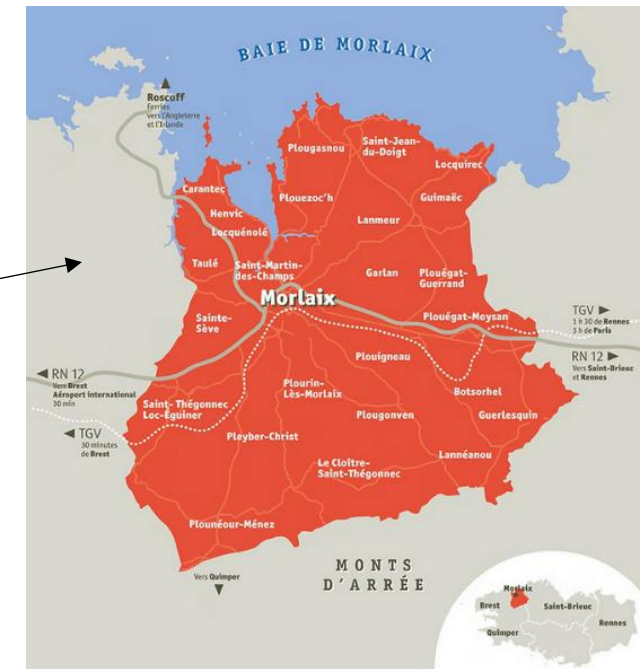 BAIE DE MORLAIX
Roscoff
Ferries
vers l'Angleterre
et l'Irlande
Plougasnou
Saint-Jean-
du-Doigt
Locquirec
Carantec
Plouezoc'h
Guimaëc
Henvic
Lanmeur
Locquénolé
Taulé
Saint-Martin-
des-Champs
Garlan
Plouégat-
Guerrand
Morlaix
Sainte-
Sève
Plouégat-Moysan
TGV
1 h 30 de Rennes
3 h de Paris
RN 12
Vers Saint-Brieuc
et Rennes
Plouigneau
RN 12
Vers Brest
Aéroport international
30 min
Plourin-
Lès-Morlaix
Botsorhel
Saint-Thégonnec
Loc-Éguiner
Plougonven
Guerlesquin
TGV
30 minutes
de Brest
Pleyber-Christ
Lannéanou
Le Cloître-
Saint-Thégonnec
Plounéour-Ménez
MONTS
D'ARRÉE
Vers Quimper
Morlaix
Brest
Saint-Brieuc
Rennes
Quimper